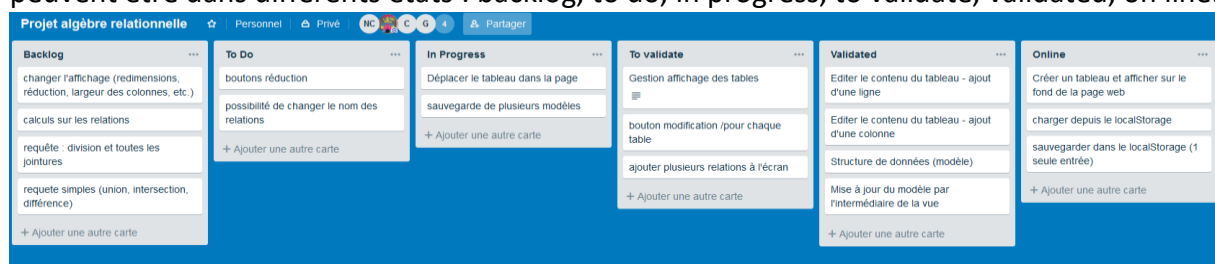 peuvent être dans différents états : backlog, to do, in progress, to validate, validated, on line.
Projet algèbre relationnelle Personnel Privé NC C G 4 Partager
Backlog
changer l'affichage (redimensions,
réduction, largeur des colonnes, etc.)
calculs sur les relations
requête : division et toutes les
jointures
requete simples (union, intersection,
différence)
+ Ajouter une autre carte
To Do
boutons réduction
possibilité de changer le nom des
relations
+ Ajouter une autre carte
In Progress
Déplacer le tableau dans la page
sauvegarde de plusieurs modèles
+ Ajouter une autre carte
To validate
Gestion affichage des tables
bouton modification /pour chaque
table
ajouter plusieurs relations à l'écran
+ Ajouter une autre carte
Validated
Editer le contenu du tableau - ajout
d'une ligne
Editer le contenu du tableau - ajout
d'une colonne
Structure de données (modèle)
Mise à jour du modèle par
l'intermédiaire de la vue
+ Ajouter une autre carte
Online
Créer un tableau et afficher sur le
fond de la page web
charger depuis le localStorage
sauvegarder dans le localStorage (1
seule entrée)
+ Ajouter une autre carte